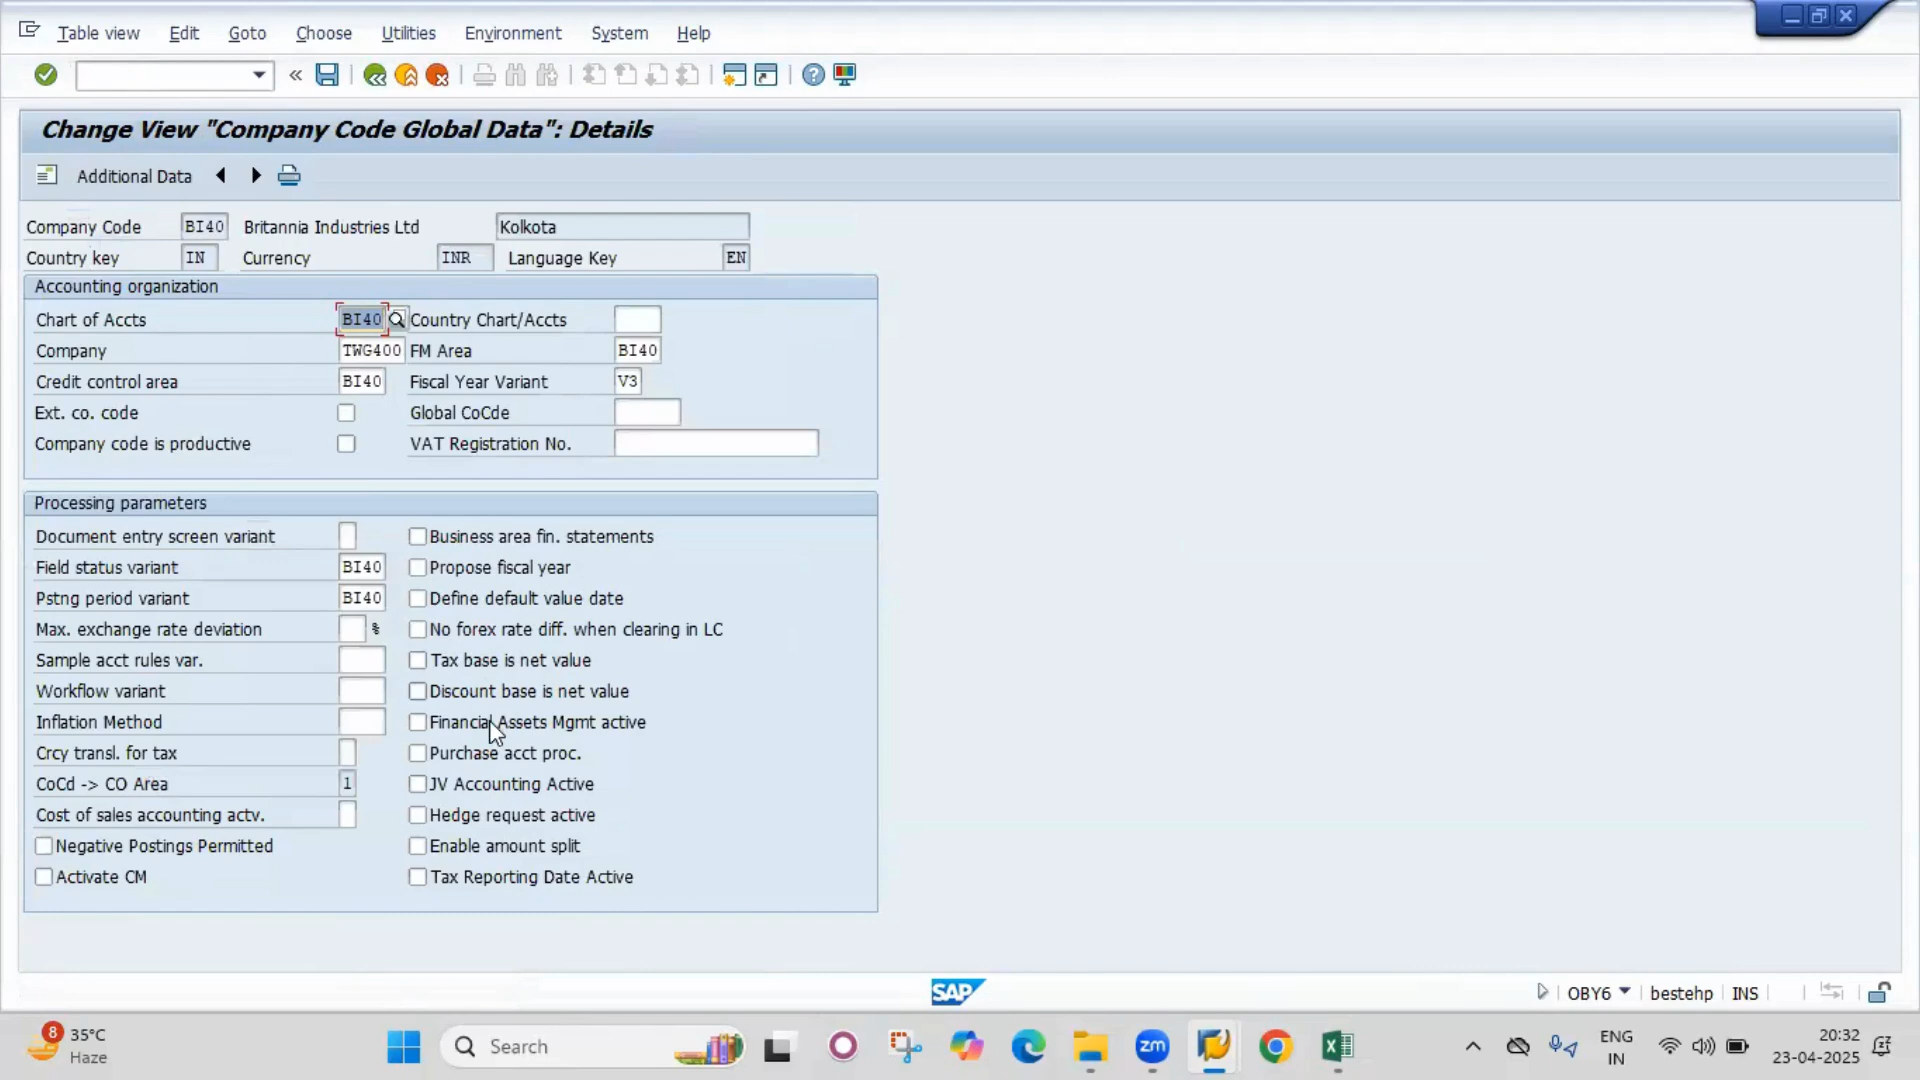 Table view Edit Goto Choose Utilities Environment System Help
Change View "Company Code Global Data": Details
Additional Data
Company Code BI40 Britannia Industries Ltd Kolkota
Country key IN Currency INR Language Key EN
Accounting organization
Chart of Accts BI40 Country Chart/Accts
Company TWG400 FM Area BI40
Credit control area BI40 Fiscal Year Variant V3
Ext. co. code Global CoCde
Company code is productive VAT Registration No.
Processing parameters
Document entry screen variant Business area fin. statements
Field status variant BI40 Propose fiscal year
Pstng period variant BI40 Define default value date
Max. exchange rate deviation % No forex rate diff. when clearing in LC
Sample acct rules var. Tax base is net value
Workflow variant Discount base is net value
Inflation Method Financial Assets Mgmt active
Crcy transl. for tax Purchase acct proc.
CoCd -> CO Area 1 JV Accounting Active
Cost of sales accounting actv. Hedge request active
Negative Postings Permitted Enable amount split
Activate CM Tax Reporting Date Active
SAP OBY6 bestehp INS
8 35°C Search zm ENG 20:32
Haze IN 23-04-2025